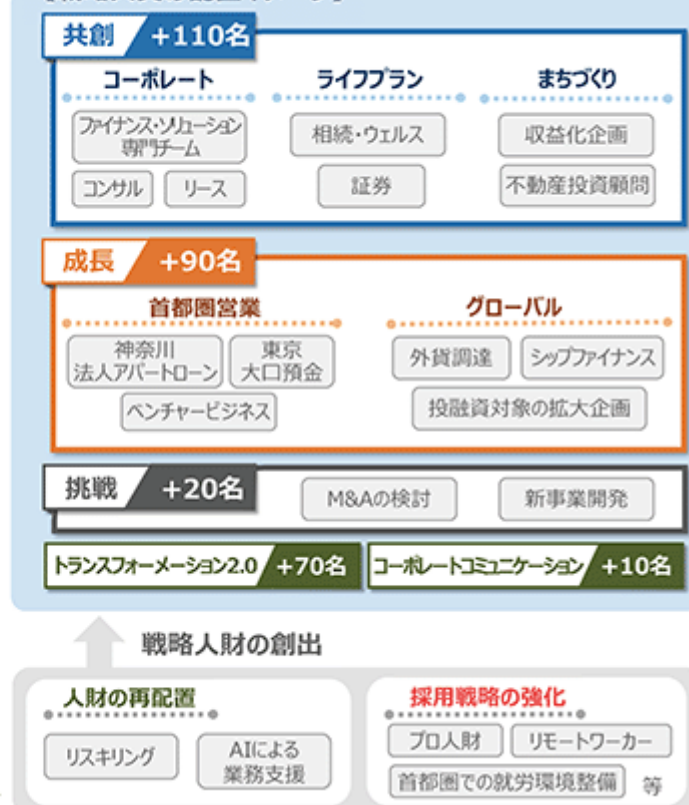 共創 +110名
コーポレート
ファイナンス・ソリューション
専門チーム
コンサル
リース
ライフプラン
相続・ウェルス
証券
まちづくり
収益化企画
不動産投資顧問
成長 +90名
首都圏営業
神奈川
法人アパートローン
東京
大口預金
ベンチャービジネス
グローバル
外貨調達
シップファイナンス
投融資対象の拡大企画
挑戦 +20名
M&Aの検討
新事業開発
トランスフォーメーション2.0 +70名
コーポレートコミュニケーション +10名
戦略人財の創出
人財の再配置
リスキリング
AIによる
業務支援
採用戦略の強化
プロ人財
リモートワーカー
首都圏での就労環境整備 等